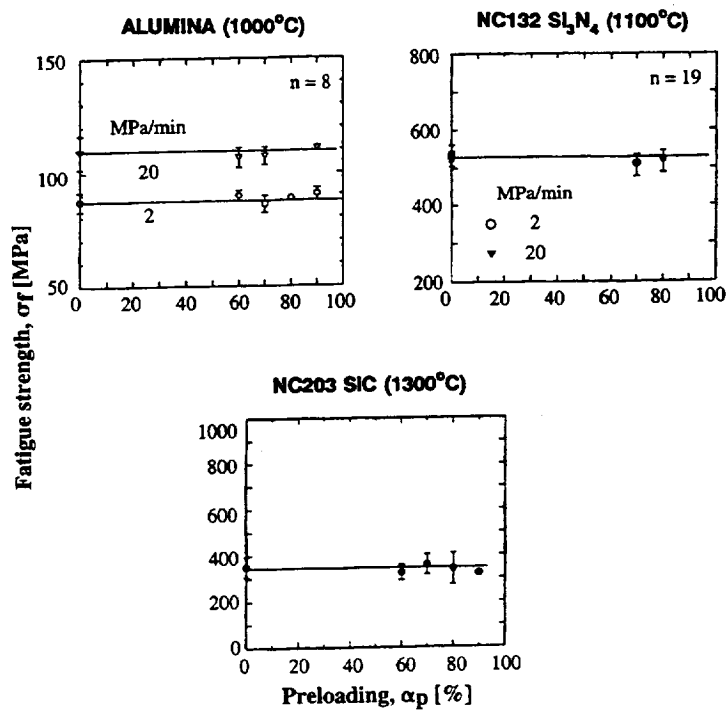 ALUMINA (1000°C)
150
100
50
n = 8
MPa/min
20
2
0 20 40 60 80 100
NC132 Si3N4 (1100°C)
800
600
400
200
n = 19
MPa/min
2
20
0 20 40 60 80 100
NC203 SIC (1300°C)
1000
800
600
400
300
0
0 20 40 60 80 100
Fatigue strength, σf [MPa]
Preloading, αp [%]